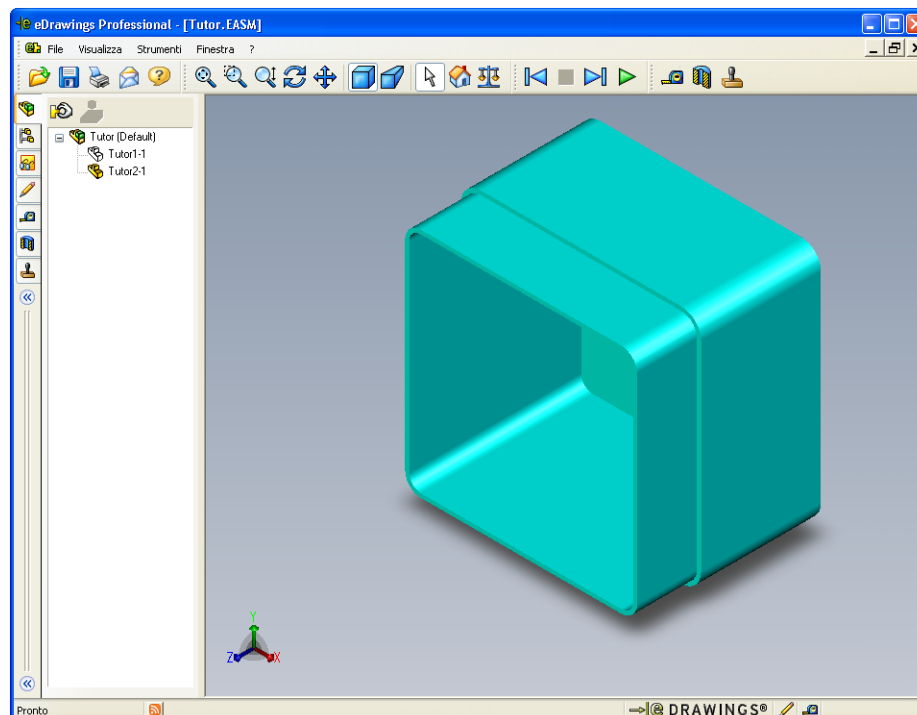 eDrawings Professional - [Tutor.EASM]
File Visualizza Strumenti Finestra ?
Tutor (Default)
Tutor1-1
Tutor2-1
Y
Z X
Pronto e DRAWINGS®